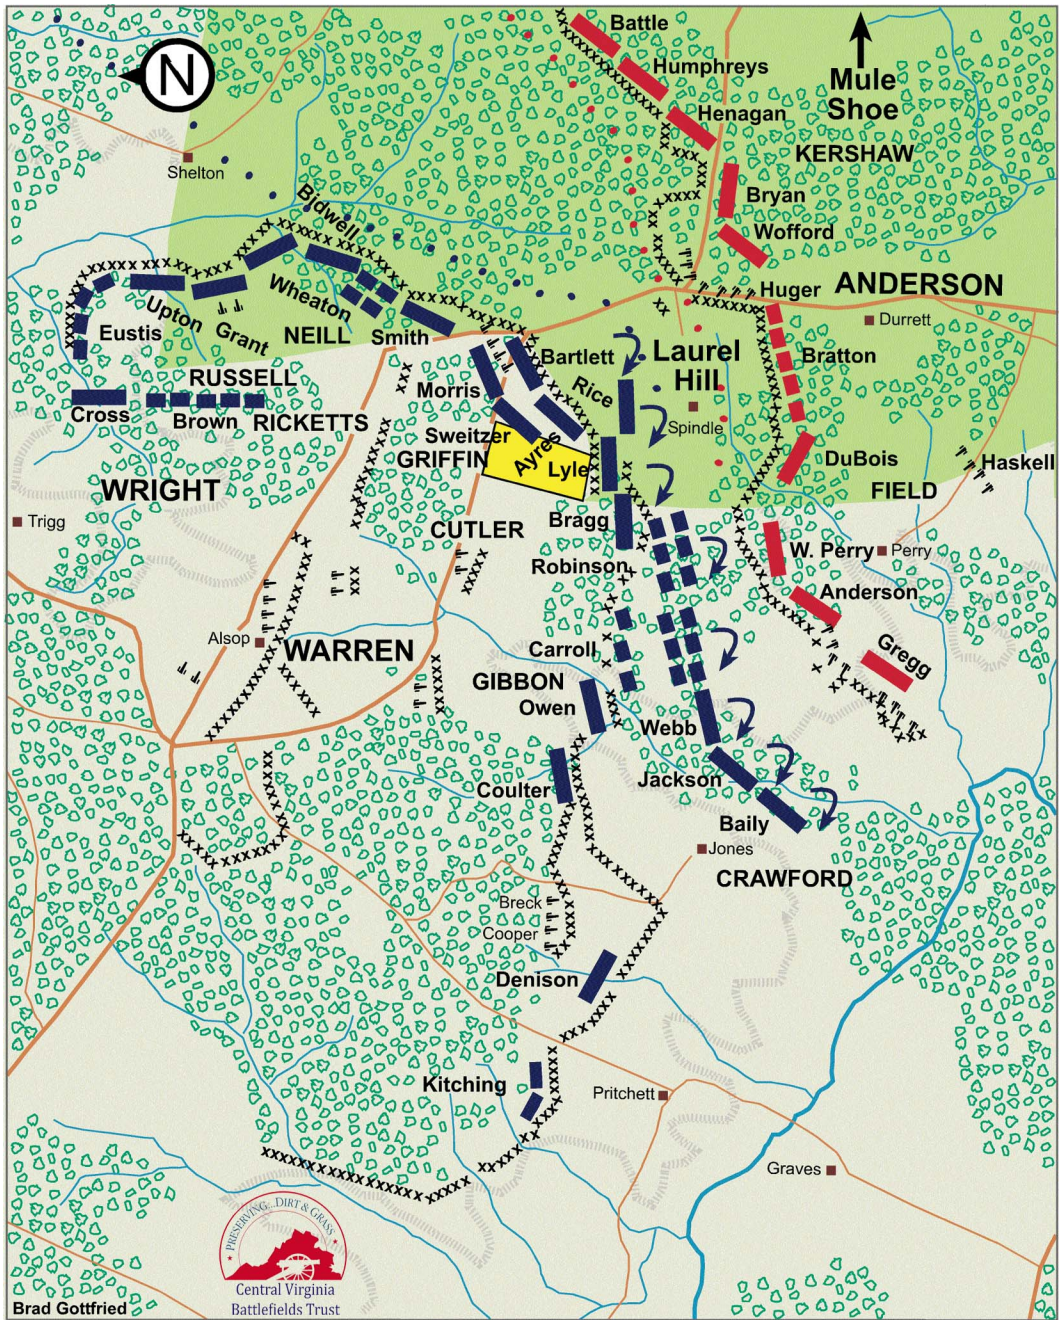 Battle
Humphreys
Mule
Shoe
N
Henagan
KERSHAW
Shelton
Bryan
Bidwell
Wofford
ANDERSON
Huger
Wheaton
Upton
Grant
Eustis
NEILL
Smith
Durrett
Bartlett
Laurel
Hill
Bratton
RUSSELL
Morris
Rice
Cross
Brown
RICKETTS
Spindle
Sweitzer
GRIFFIN
Ayres
Lyle
DuBois
Haskell
WRIGHT
FIELD
Trigg
CUTLER
Bragg
W. Perry
Perry
Robinson
Anderson
Alsop
WARREN
Carroll
Gregg
GIBBON
Owen
Webb
Coulter
Jackson
Baily
Jones
CRAWFORD
Breck
Cooper
Denison
Kitching
Pritchett
Graves
PRESERVING DIRT & GRASS
Central Virginia
Battlefields Trust
Brad Gottfried